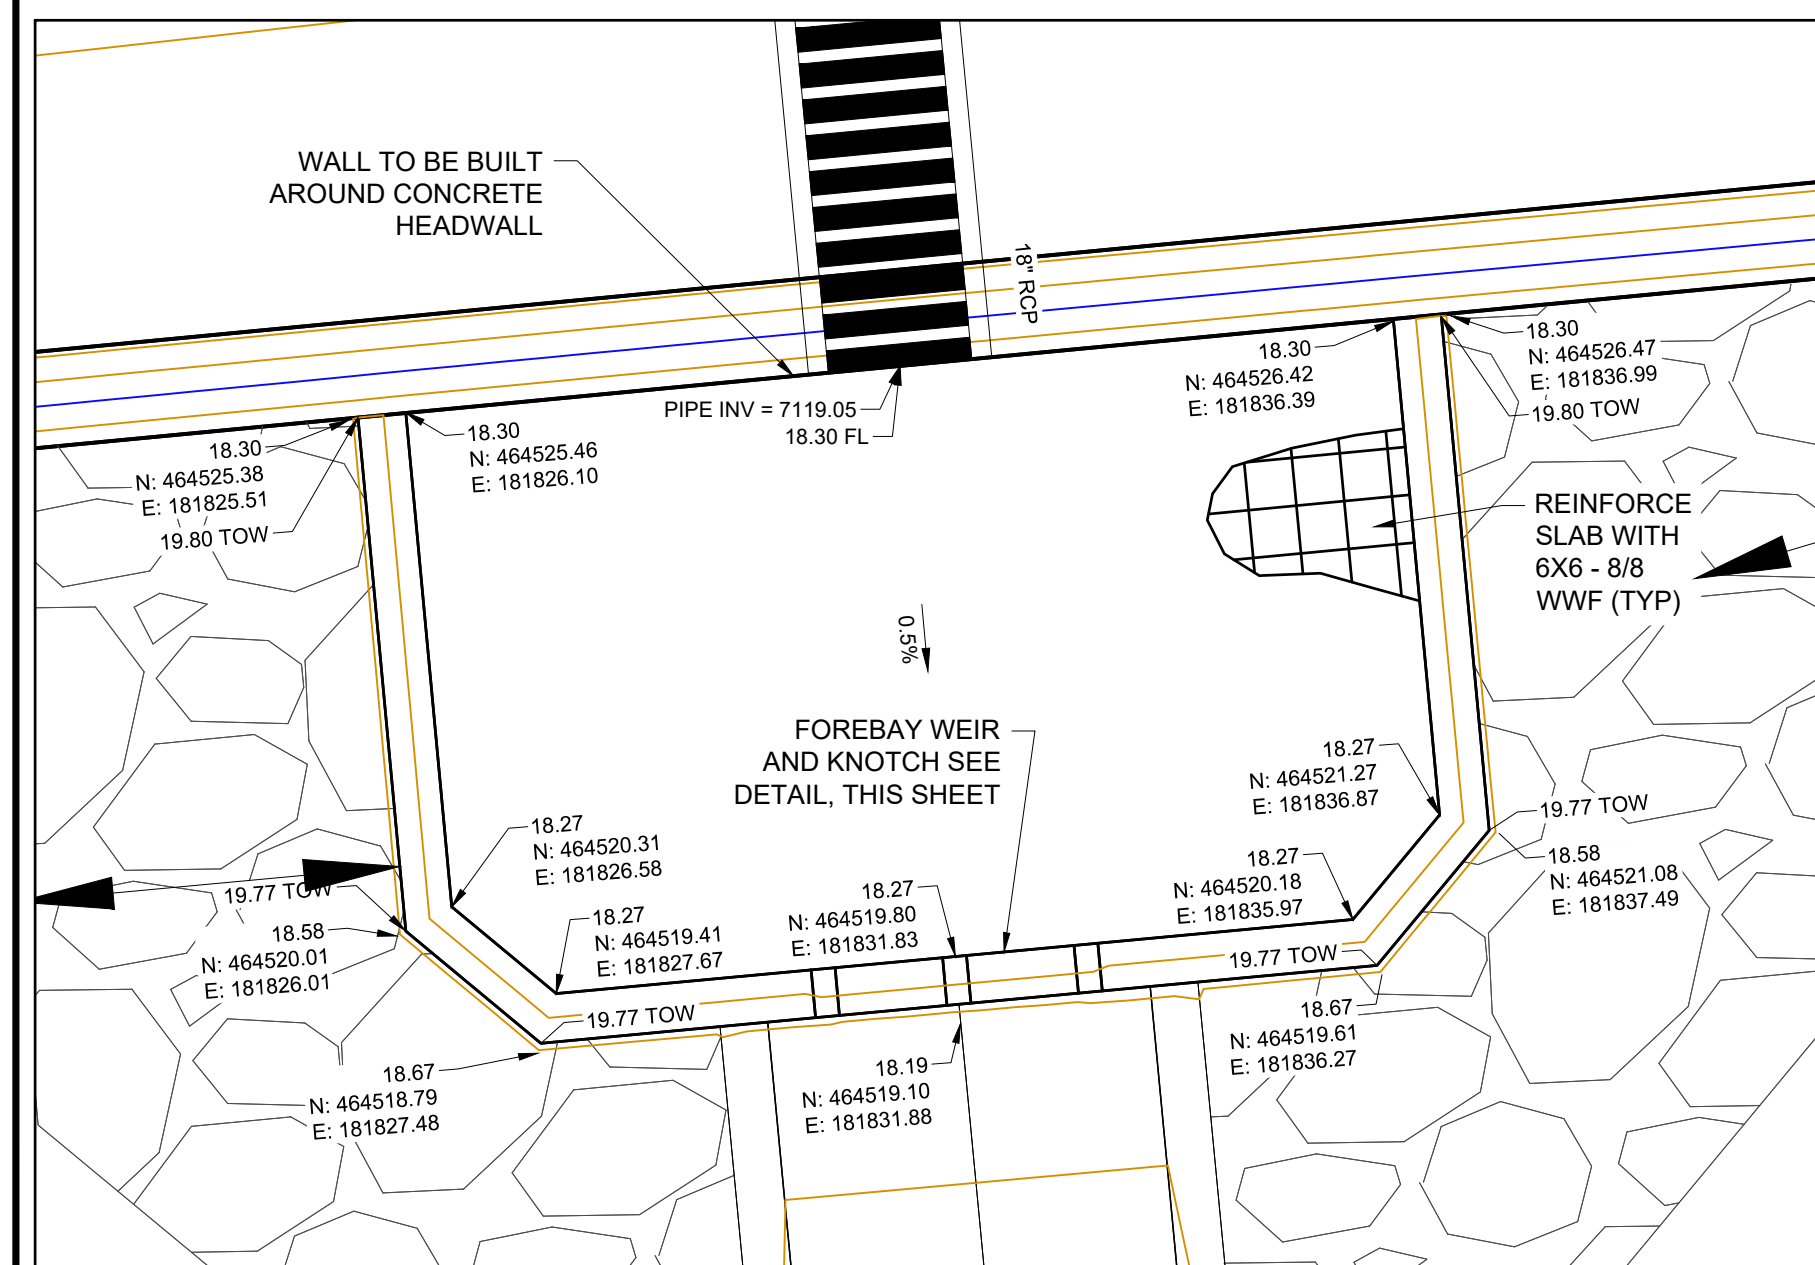 WALL TO BE BUILT
AROUND CONCRETE
HEADWALL
18" RCP
PIPE INV = 7119.05
18.30 FL
18.30
N: 464526.42
E: 181836.39
18.30
N: 464526.47
E: 181836.99
19.80 TOW
18.30
N: 464525.38
E: 181825.51
19.80 TOW
18.30
N: 464525.46
E: 181826.10
REINFORCE
SLAB WITH
6X6 - 8/8
WWF (TYP)
0.5%
FOREBAY WEIR
AND KNOTCH SEE
DETAIL, THIS SHEET
18.27
N: 464521.27
E: 181836.87
19.77 TOW
18.58
N: 464521.08
E: 181837.49
18.27
N: 464520.31
E: 181826.58
19.77 TOW
18.58
N: 464520.01
E: 181826.01
18.27
N: 464519.41
E: 181827.67
18.27
N: 464519.80
E: 181831.83
18.27
N: 464520.18
E: 181835.97
19.77 TOW
19.77 TOW
18.67
N: 464518.79
E: 181827.48
18.19
N: 464519.10
E: 181831.88
18.67
N: 464519.61
E: 181836.27